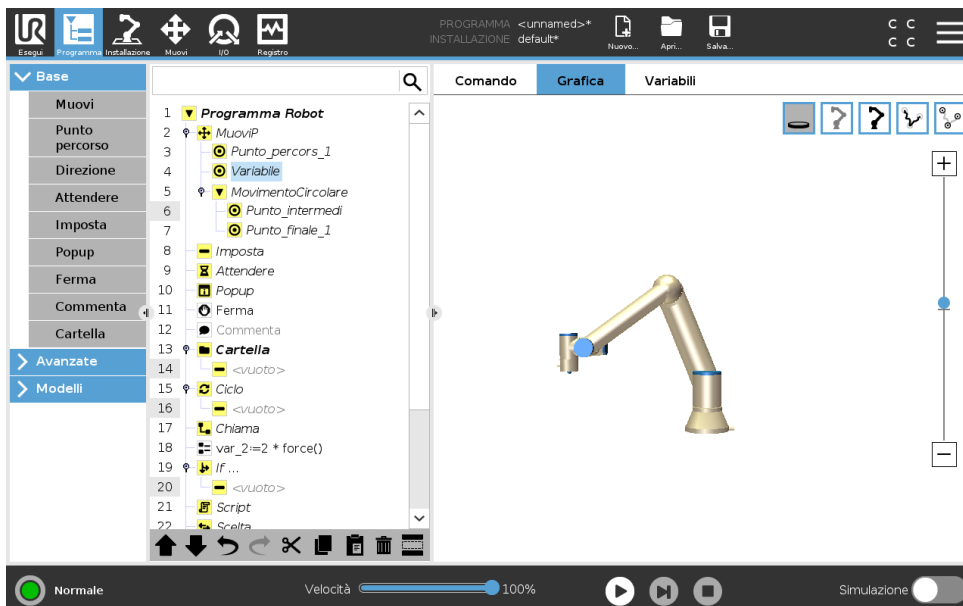 PROGRAMMA <unnamed>*
INSTALLAZIONE default*
Esegui
Programma
Installazione
Muovi
I/O
Registro
Nuovo...
Apri...
Salva...
C C
C C
Base
Muovi
Punto
percorso
Direzione
Attendere
Imposta
Popup
Ferma
Commenta
Cartella
Avanzate
Modelli
1 Programma Robot
2 MuoviP
3 Punto_percors_1
4 Variabile
5 MovimentoCircolare
6 Punto_intermedi
7 Punto_finale_1
8 Imposta
9 Attendere
10 Popup
11 Ferma
12 Commenta
13 Cartella
14 <vuoto>
15 Ciclo
16 <vuoto>
17 Chiama
18 var_2:=2 * force()
19 If ...
20 <vuoto>
21 Script
22 Scelta
Comando
Grafica
Variabili
Normale
Velocità
100%
Simulazione